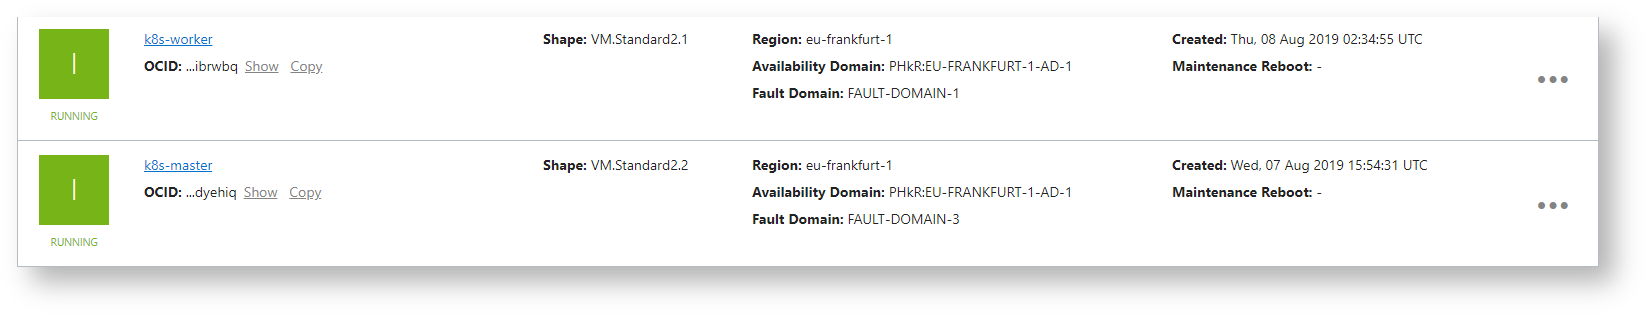 k8s-worker Shape: VM.Standard2.1 Region: eu-frankfurt-1 Created: Thu, 08 Aug 2019 02:34:55 UTC
I
OCID: ...ibrwbq Show Copy Availability Domain: PHkR:EU-FRANKFURT-1-AD-1 Maintenance Reboot: -
Fault Domain: FAULT-DOMAIN-1
RUNNING
k8s-master Shape: VM.Standard2.2 Region: eu-frankfurt-1 Created: Wed, 07 Aug 2019 15:54:31 UTC
I
OCID: ...dyehiq Show Copy Availability Domain: PHkR:EU-FRANKFURT-1-AD-1 Maintenance Reboot: -
Fault Domain: FAULT-DOMAIN-3
RUNNING